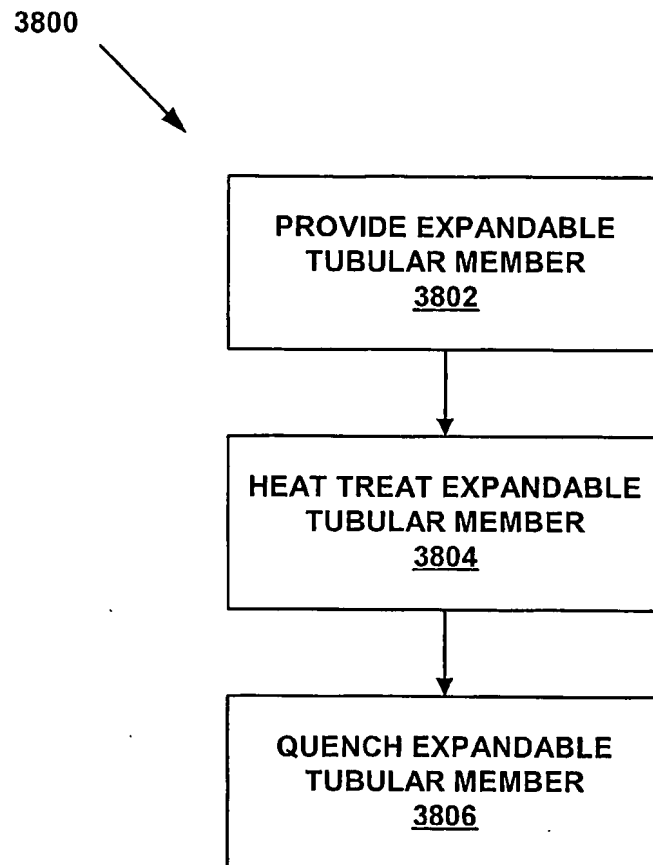 3800
PROVIDE EXPANDABLE
TUBULAR MEMBER
3802
HEAT TREAT EXPANDABLE
TUBULAR MEMBER
3804
QUENCH EXPANDABLE
TUBULAR MEMBER
3806